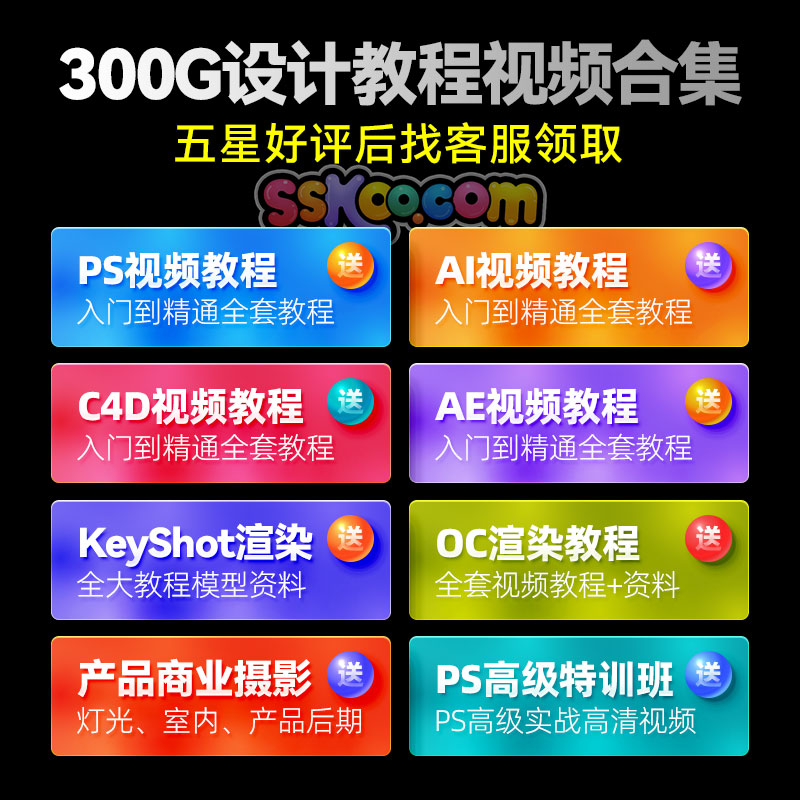 300G设计教程视频合集
五星好评后找客服领取
sskoo.com
PS视频教程 送
入门到精通全套教程
AI视频教程 送
入门到精通全套教程
C4D视频教程 送
入门到精通全套教程
AE视频教程 送
入门到精通全套教程
KeyShot渲染 送
全大教程模型资料
OC渲染教程 送
全套视频教程+资料
产品商业摄影 送
灯光、室内、产品后期
PS高级特训班 送
PS高级实战高清视频